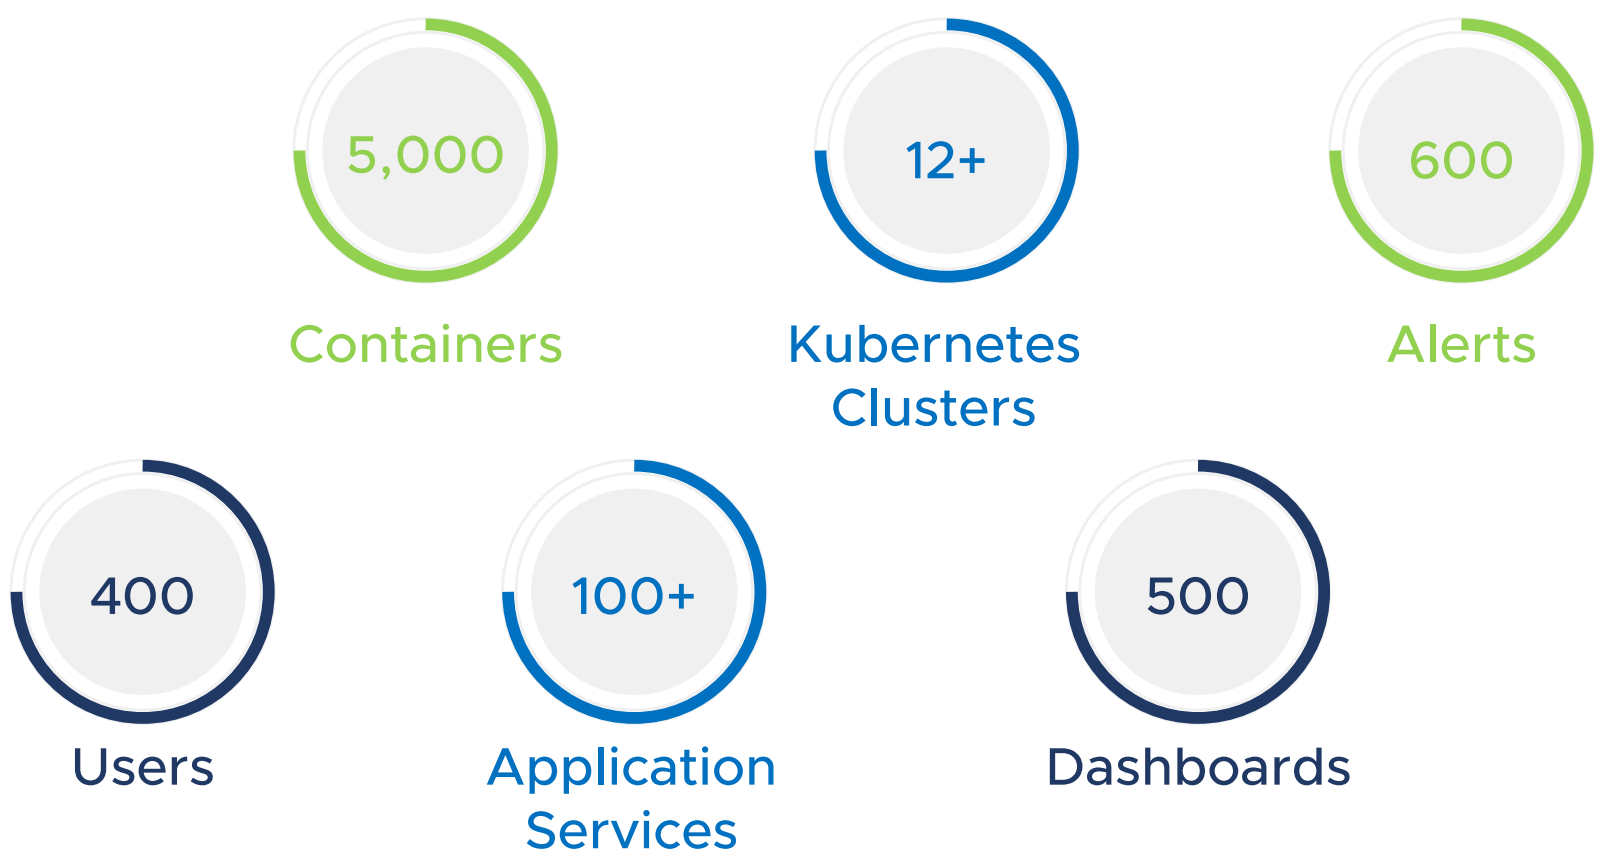 5,000
Containers
12+
Kubernetes
Clusters
600
Alerts
400
Users
100+
Application
Services
500
Dashboards